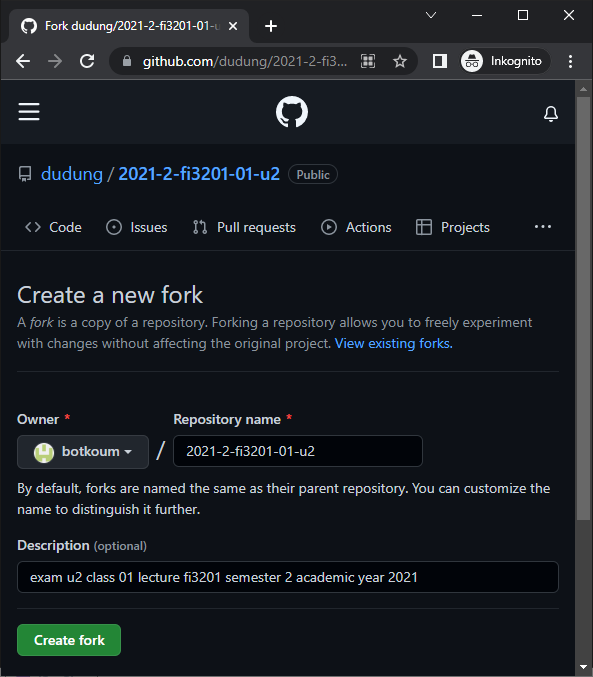 Fork dudung/2021-2-fi3201-01-u
github.com/dudung/2021-2-fi3...
Inkognito
dudung / 2021-2-fi3201-01-u2 Public
Code Issues Pull requests Actions Projects ...
Create a new fork
A fork is a copy of a repository. Forking a repository allows you to freely experiment
with changes without affecting the original project. View existing forks.
Owner * Repository name *
botkoum / 2021-2-fi3201-01-u2
By default, forks are named the same as their parent repository. You can customize the
name to distinguish it further.
Description (optional)
exam u2 class 01 lecture fi3201 semester 2 academic year 2021
Create fork